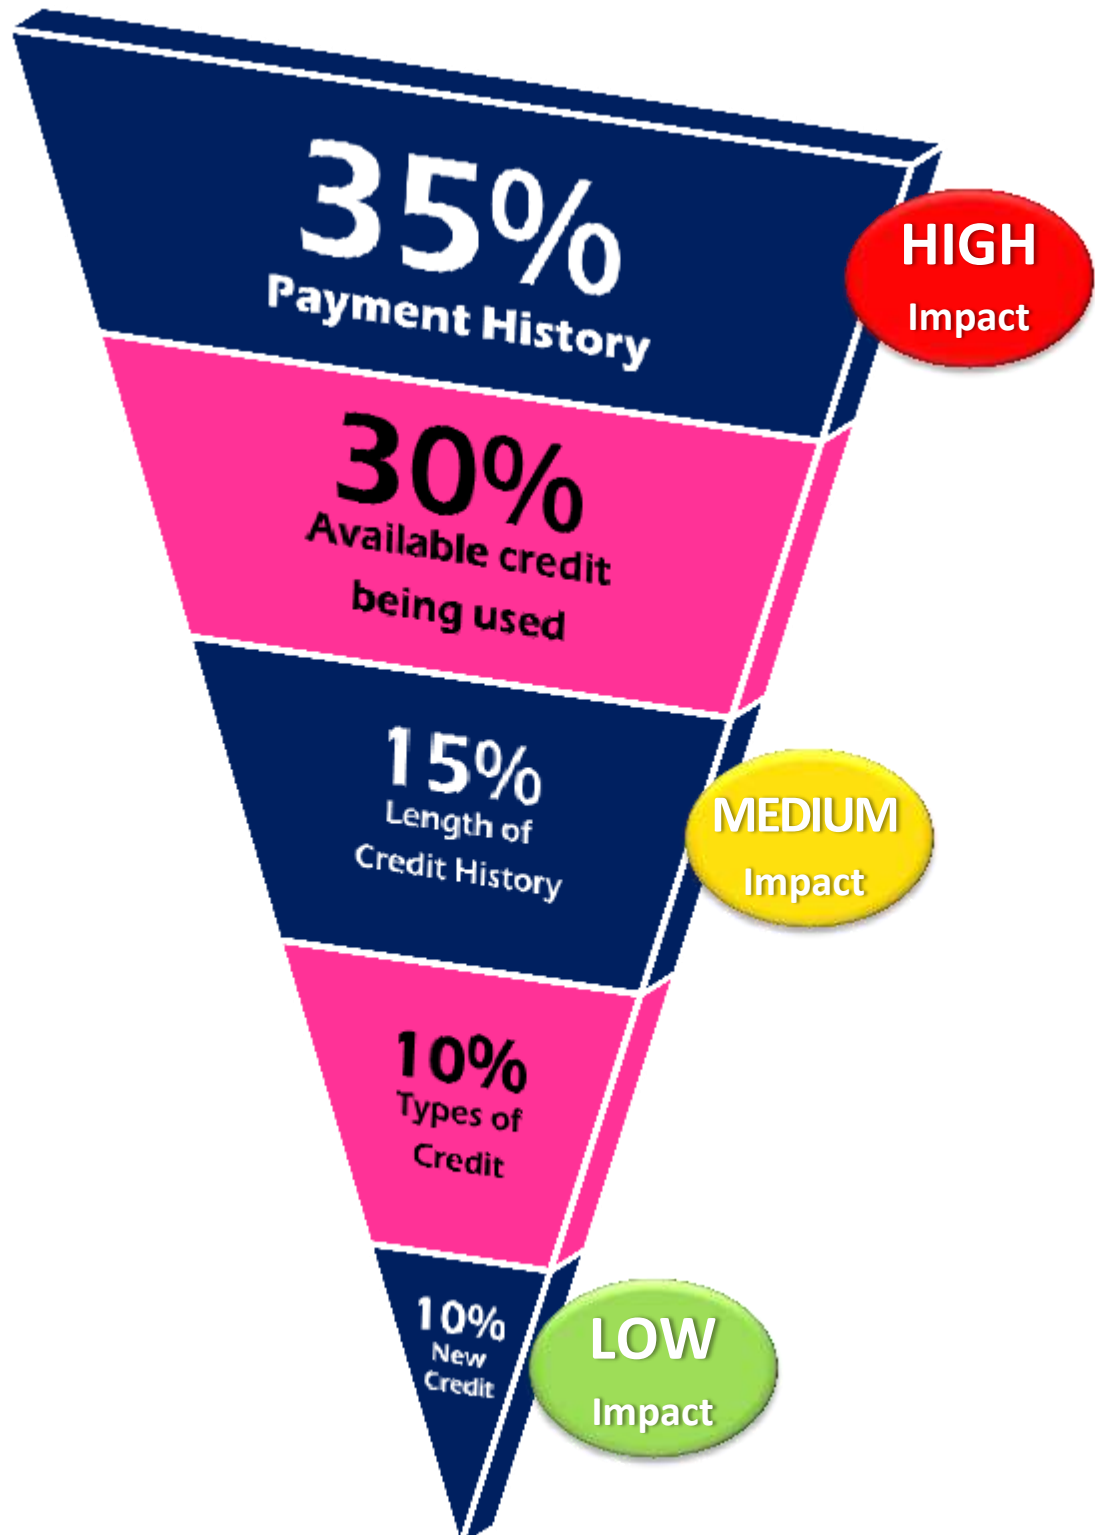 35%
Payment History
HIGH
Impact
30%
Available credit
being used
15%
Length of
Credit History
MEDIUM
Impact
10%
Types of
Credit
10%
New
Credit
LOW
Impact